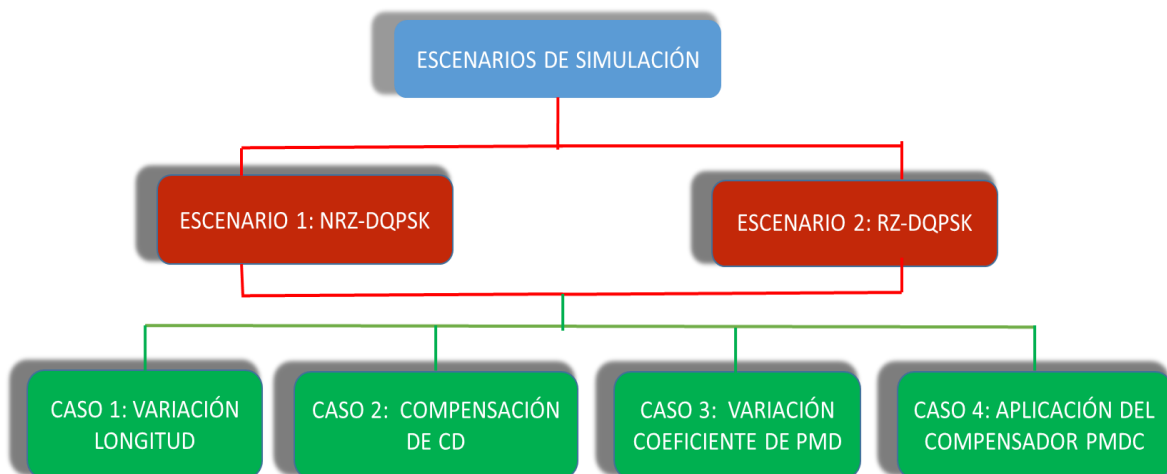 ESCENARIOS DE SIMULACIÓN
ESCENARIO 1: NRZ-DQPSK
ESCENARIO 2: RZ-DQPSK
CASO 1: VARIACIÓN
LONGITUD
CASO 2: COMPENSACIÓN
DE CD
CASO 3: VARIACIÓN
COEFICIENTE DE PMD
CASO 4: APLICACIÓN DEL
COMPENSADOR PMDC